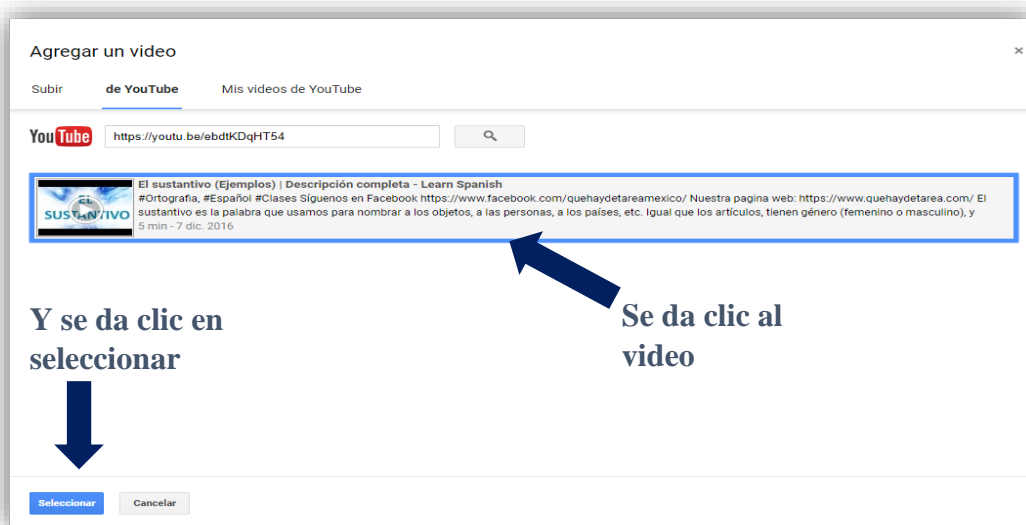 Agregar un video
×
Subir de YouTube Mis videos de YouTube
YouTube https://youtu.be/ebdtKDqHT54
El sustantivo (Ejemplos) | Descripción completa - Learn Spanish
#Ortografia, #Español #Clases Síguenos en Facebook https://www.facebook.com/quehaydetareamexico/ Nuestra pagina web: https://www.quehaydetarea.com/ El
sustantivo es la palabra que usamos para nombrar a los objetos, a las personas, a los países, etc. Igual que los artículos, tienen género (femenino o masculino), y
5 min - 7 dic. 2016
EL
SUSTANTIVO
Se da clic al
video
Y se da clic en
seleccionar
Seleccionar Cancelar